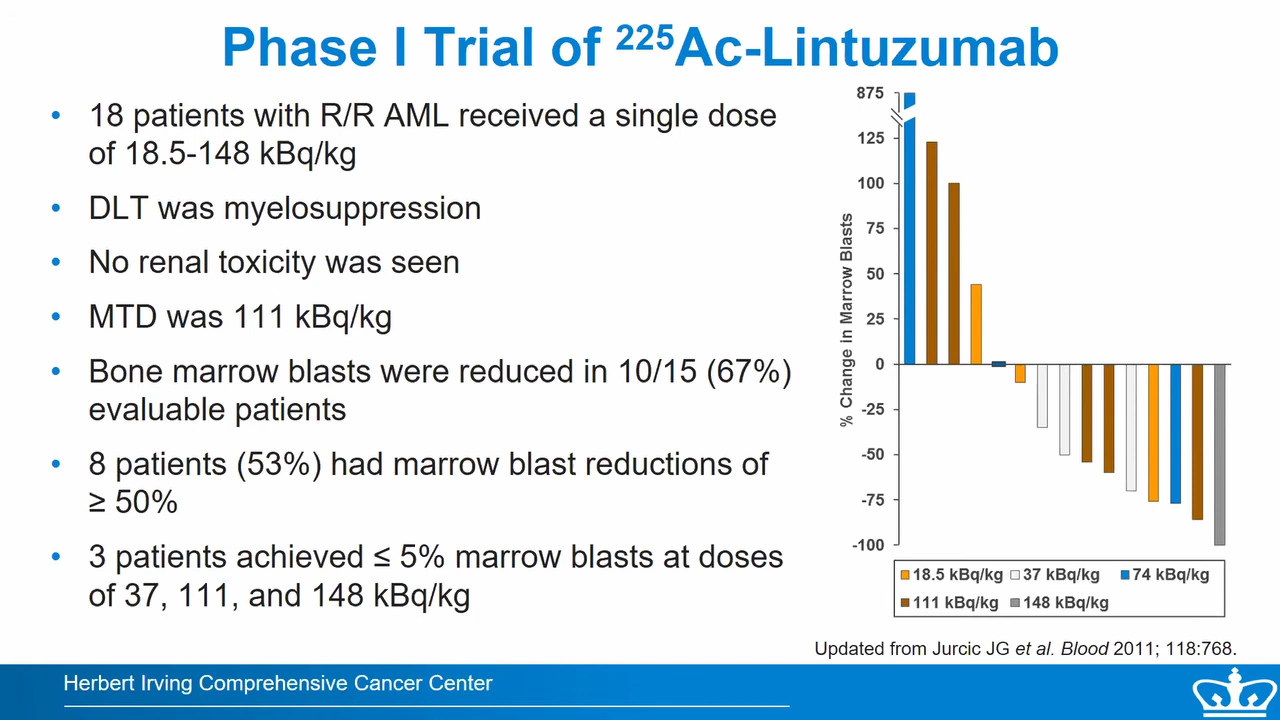 Phase I Trial of ²²⁵Ac-Lintuzumab
• 18 patients with R/R AML received a single dose
of 18.5-148 kBq/kg
• DLT was myelosuppression
• No renal toxicity was seen
• MTD was 111 kBq/kg
• Bone marrow blasts were reduced in 10/15 (67%)
evaluable patients
• 8 patients (53%) had marrow blast reductions of
≥ 50%
• 3 patients achieved ≤ 5% marrow blasts at doses
of 37, 111, and 148 kBq/kg
% Change in Marrow Blasts
875
125
100
75
50
25
0
-25
-50
-75
-100
18.5 kBq/kg 37 kBq/kg 74 kBq/kg
111 kBq/kg 148 kBq/kg
Updated from Jurcic JG et al. Blood 2011; 118:768.
Herbert Irving Comprehensive Cancer Center